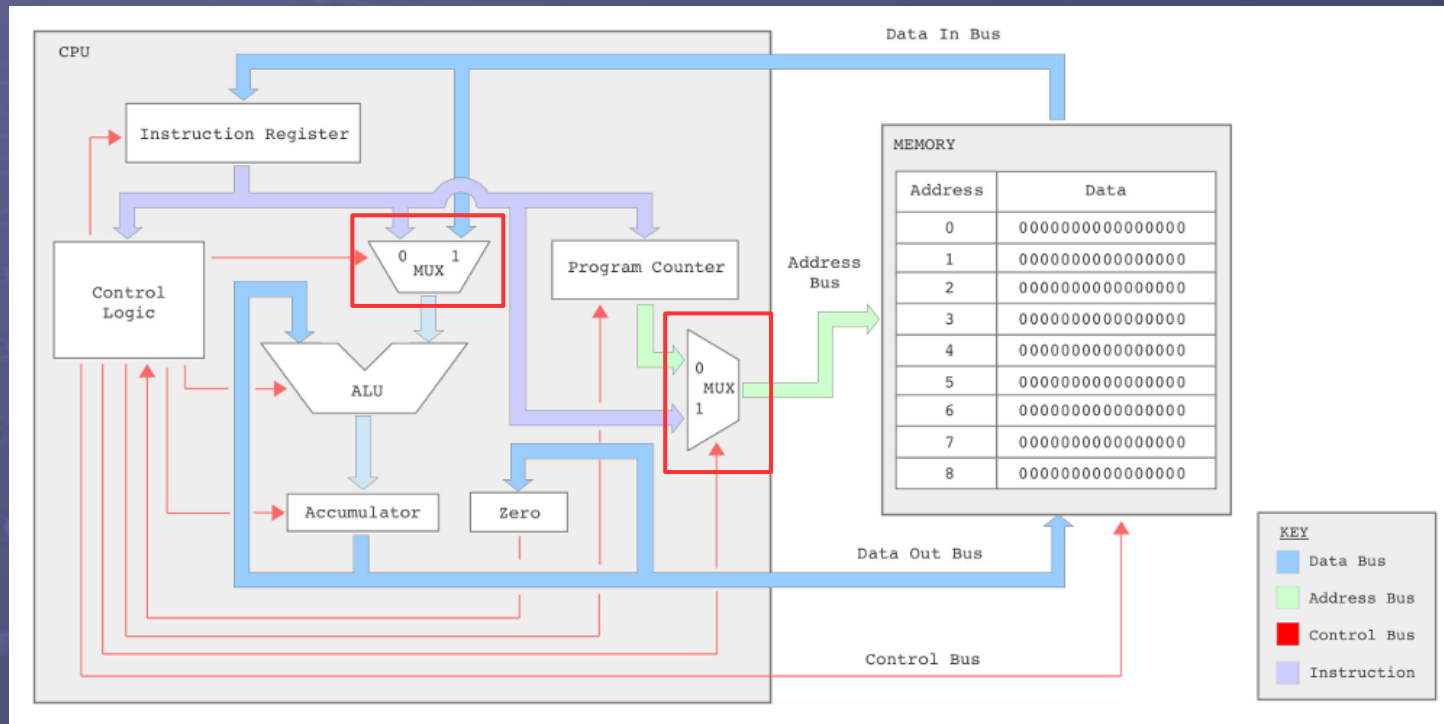 CPU
Data In Bus
Instruction Register
MEMORY
Address Data
0 0000000000000000
1 0000000000000000
2 0000000000000000
3 0000000000000000
4 0000000000000000
5 0000000000000000
6 0000000000000000
7 0000000000000000
8 0000000000000000
Control
Logic
0 1
MUX
Program Counter
Address
Bus
0
MUX
1
ALU
Accumulator
Zero
Data Out Bus
Control Bus
KEY
Data Bus
Address Bus
Control Bus
Instruction